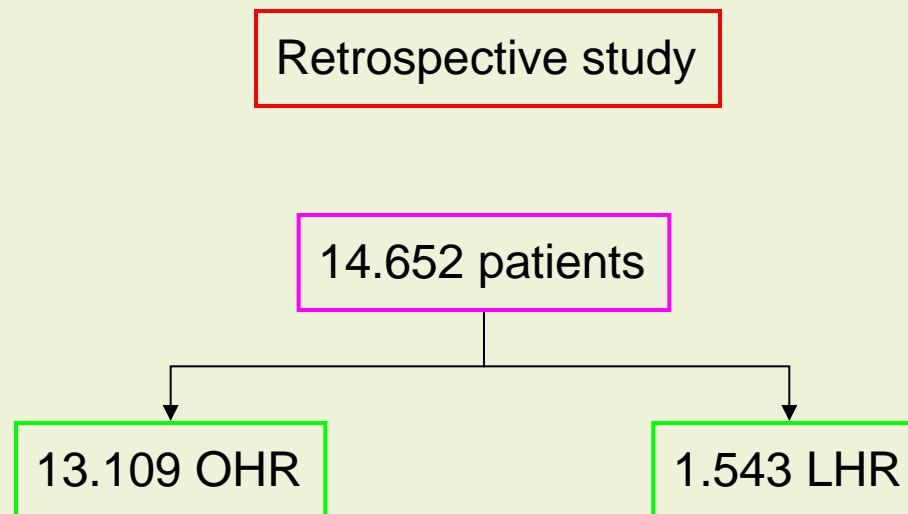 Retrospective study
14.652 patients
13.109 OHR
1.543 LHR